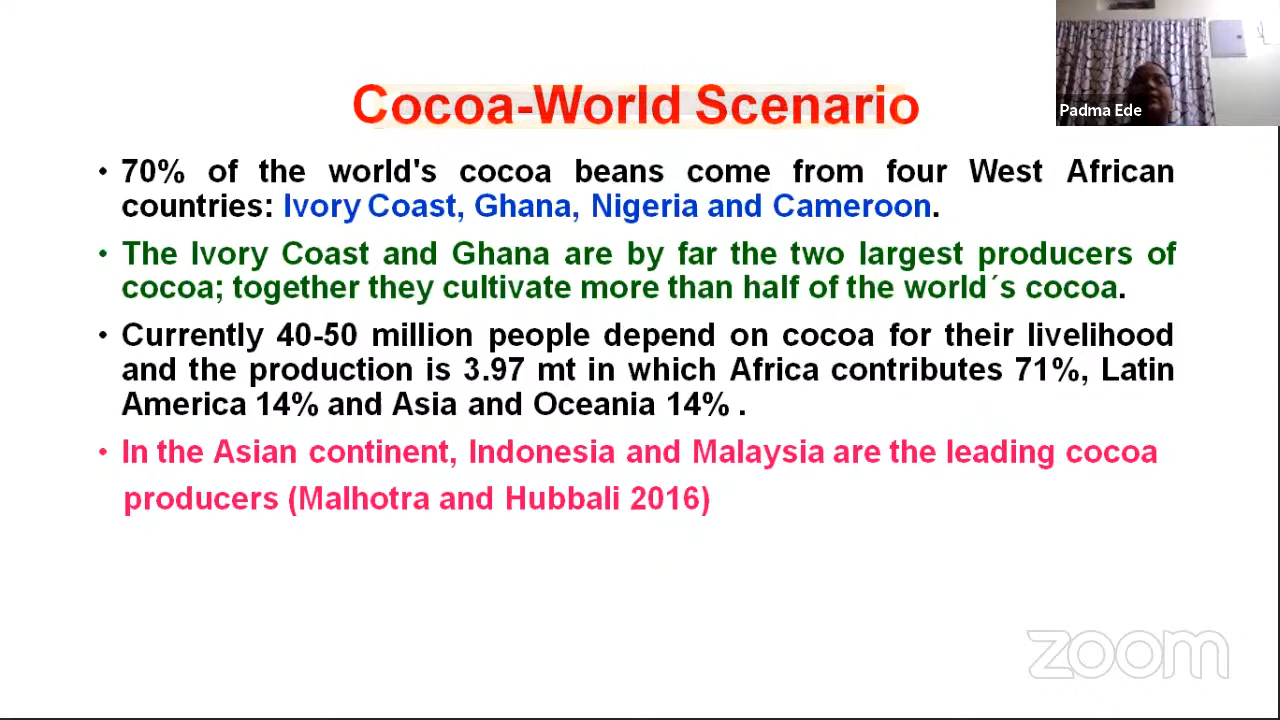 Cocoa-World Scenario
Padma Ede
• 70% of the world's cocoa beans come from four West African
countries: Ivory Coast, Ghana, Nigeria and Cameroon.
• The Ivory Coast and Ghana are by far the two largest producers of
cocoa; together they cultivate more than half of the world´s cocoa.
• Currently 40-50 million people depend on cocoa for their livelihood
and the production is 3.97 mt in which Africa contributes 71%, Latin
America 14% and Asia and Oceania 14% .
• In the Asian continent, Indonesia and Malaysia are the leading cocoa
producers (Malhotra and Hubbali 2016)
zoom